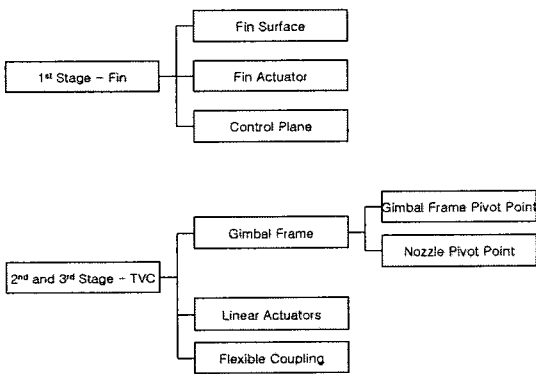 Fin Surface
1st Stage – Fin
Fin Actuator
Control Plane
Gimbal Frame Pivot Point
Gimbal Frame
Nozzle Pivot Point
2nd and 3rd Stage – TVC
Linear Actuators
Flexible Coupling